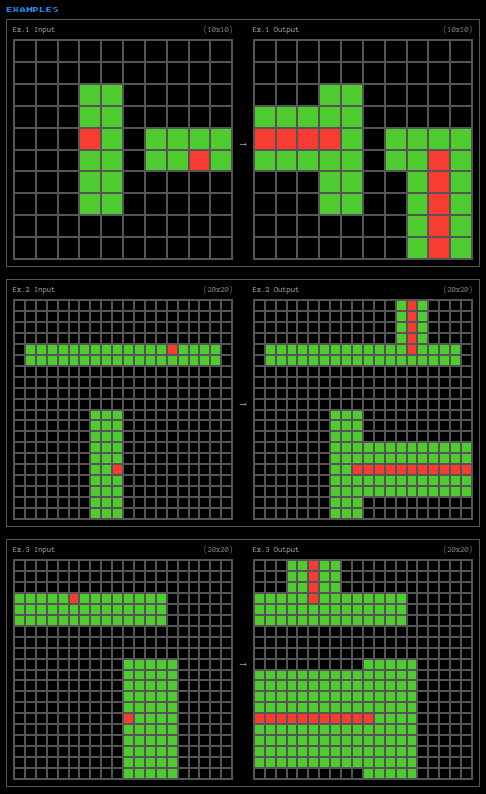 EXAMPLES
Ex.1 Input (10x10)
Ex.1 Output (10x10)
→
Ex.2 Input (20x20)
Ex.2 Output (20x20)
→
Ex.3 Input (20x20)
Ex.3 Output (20x20)
→